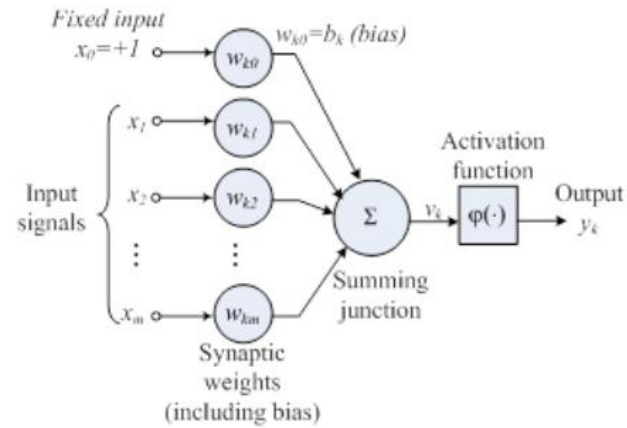 Fixed input
x₀=+1
wₖ₀=bₖ (bias)
wₖ₀
x₁
wₖ₁
Input
signals
x₂
wₖ₂
Σ
vₖ
Activation
function
φ(·)
Output
yₖ
⋮
⋮
Summing
junction
xₘ
wₖₘ
Synaptic
weights
(including bias)